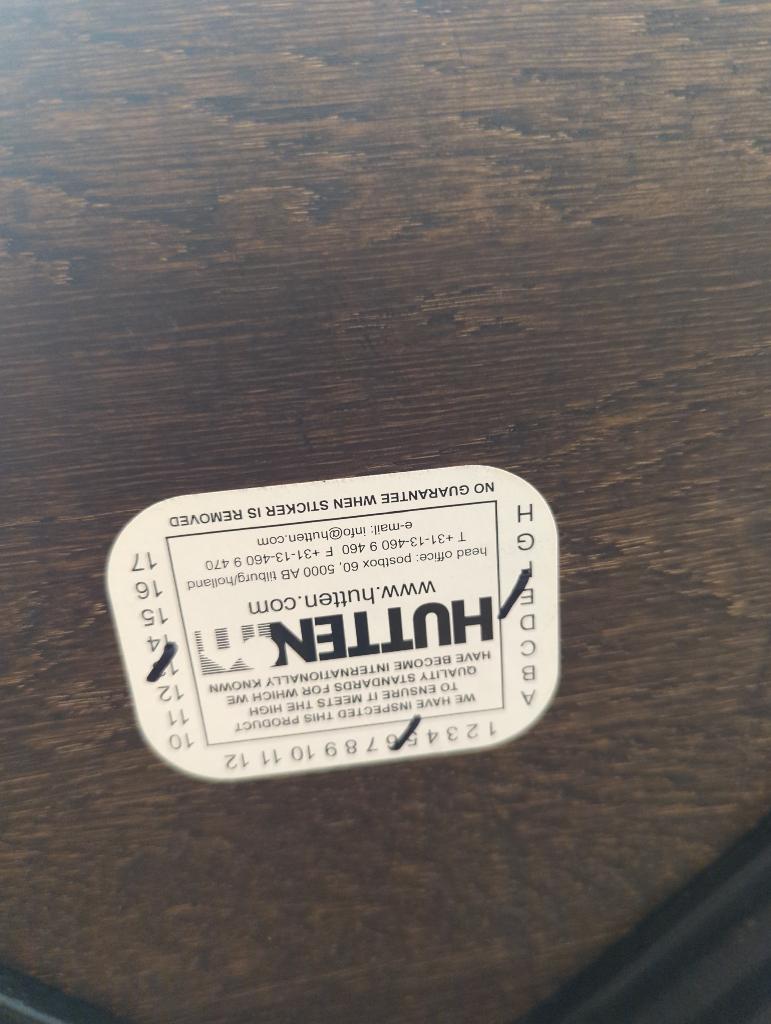 1 2 3 4 5 6 7 8 9 10 11 12
WE HAVE INSPECTED THIS PRODUCT
TO ENSURE IT MEETS THE HIGH
QUALITY STANDARDS FOR WHICH WE
HAVE BECOME INTERNATIONALLY KNOWN
HUTTEN
www.hutten.com
head office: postbox 60, 5000 AB tilburg/holland
T +31-13-460 9 460 F +31-13-460 9 470
e-mail: info@hutten.com
NO GUARANTEE WHEN STICKER IS REMOVED
A
B
C
D
E
F
G
H
10
11
12
13
14
15
16
17